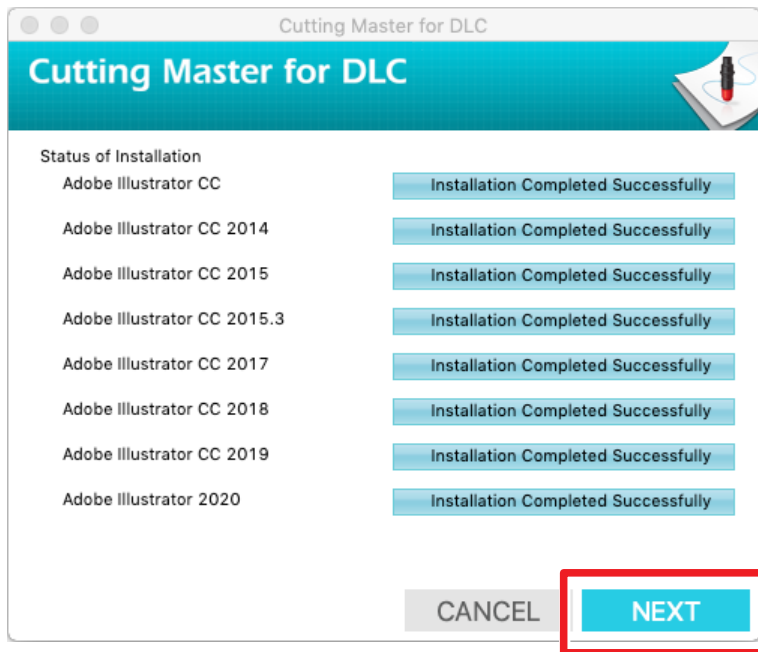 Cutting Master for DLC
Cutting Master for DLC
Status of Installation
Adobe Illustrator CC Installation Completed Successfully
Adobe Illustrator CC 2014 Installation Completed Successfully
Adobe Illustrator CC 2015 Installation Completed Successfully
Adobe Illustrator CC 2015.3 Installation Completed Successfully
Adobe Illustrator CC 2017 Installation Completed Successfully
Adobe Illustrator CC 2018 Installation Completed Successfully
Adobe Illustrator CC 2019 Installation Completed Successfully
Adobe Illustrator 2020 Installation Completed Successfully
CANCEL NEXT